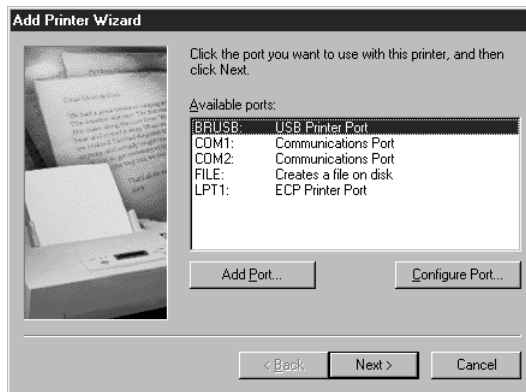 Add Printer Wizard
Click the port you want to use with this printer, and then
click Next.
Available ports:
BRUSB: USB Printer Port
COM1: Communications Port
COM2: Communications Port
FILE: Creates a file on disk
LPT1: ECP Printer Port
Add Port...
Configure Port...
< Back
Next >
Cancel